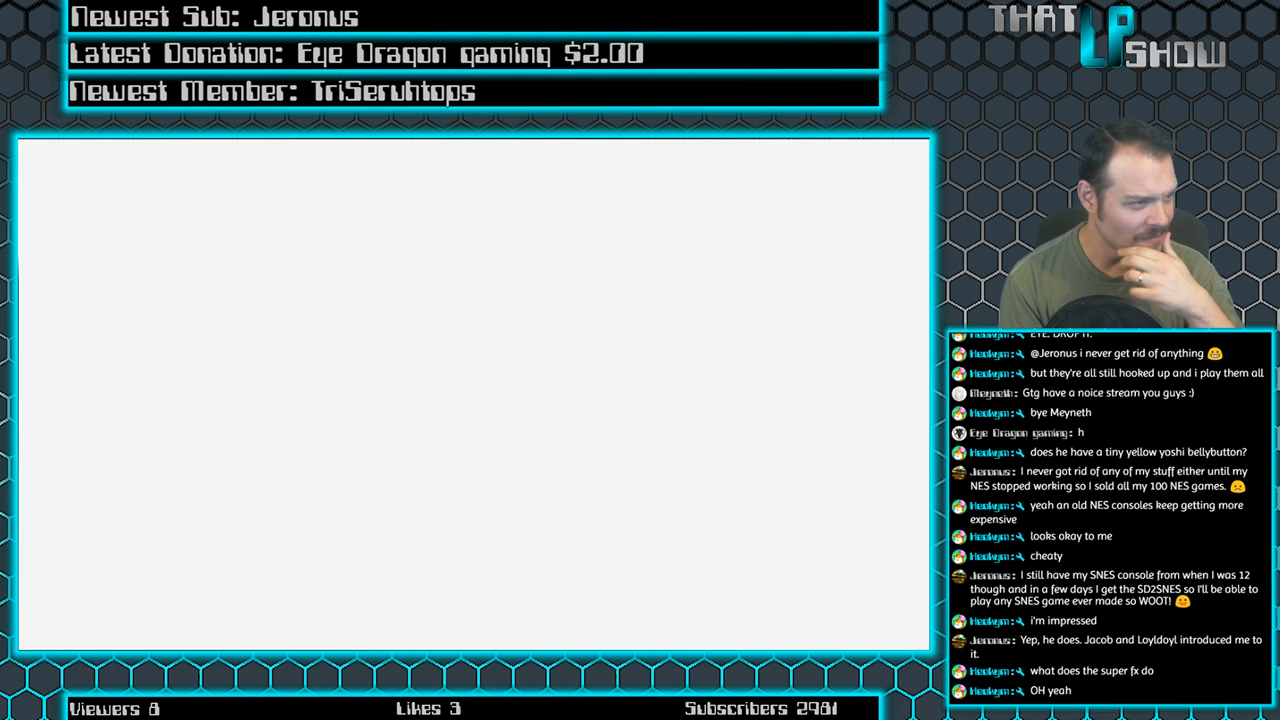 Newest Sub: Jeronus
Latest Donation: Eye Dragon gaming $2.00
Newest Member: TriSeruhtops
THAT
LP
SHOW
@Jeronus i never get rid of anything 😁
but they're all still hooked up and i play them all
Meyneth: Gtg have a noice stream you guys :)
bye Meyneth
Eye Dragon gaming: h
does he have a tiny yellow yoshi bellybutton?
Jeronus: I never got rid of any of my stuff either until my
NES stopped working so I sold all my 100 NES games. 🙁
yeah an old NES consoles keep getting more
expensive
looks okay to me
cheaty
Jeronus: I still have my SNES console from when I was 12
though and in a few days I get the SD2SNES so I'll be able to
play any SNES game ever made so WOOT! 🙂
i'm impressed
Jeronus: Yep, he does. Jacob and Loyldoyl introduced me to
it.
what does the super fx do
OH yeah
Viewers 8
Likes 3
Subscribers 2981